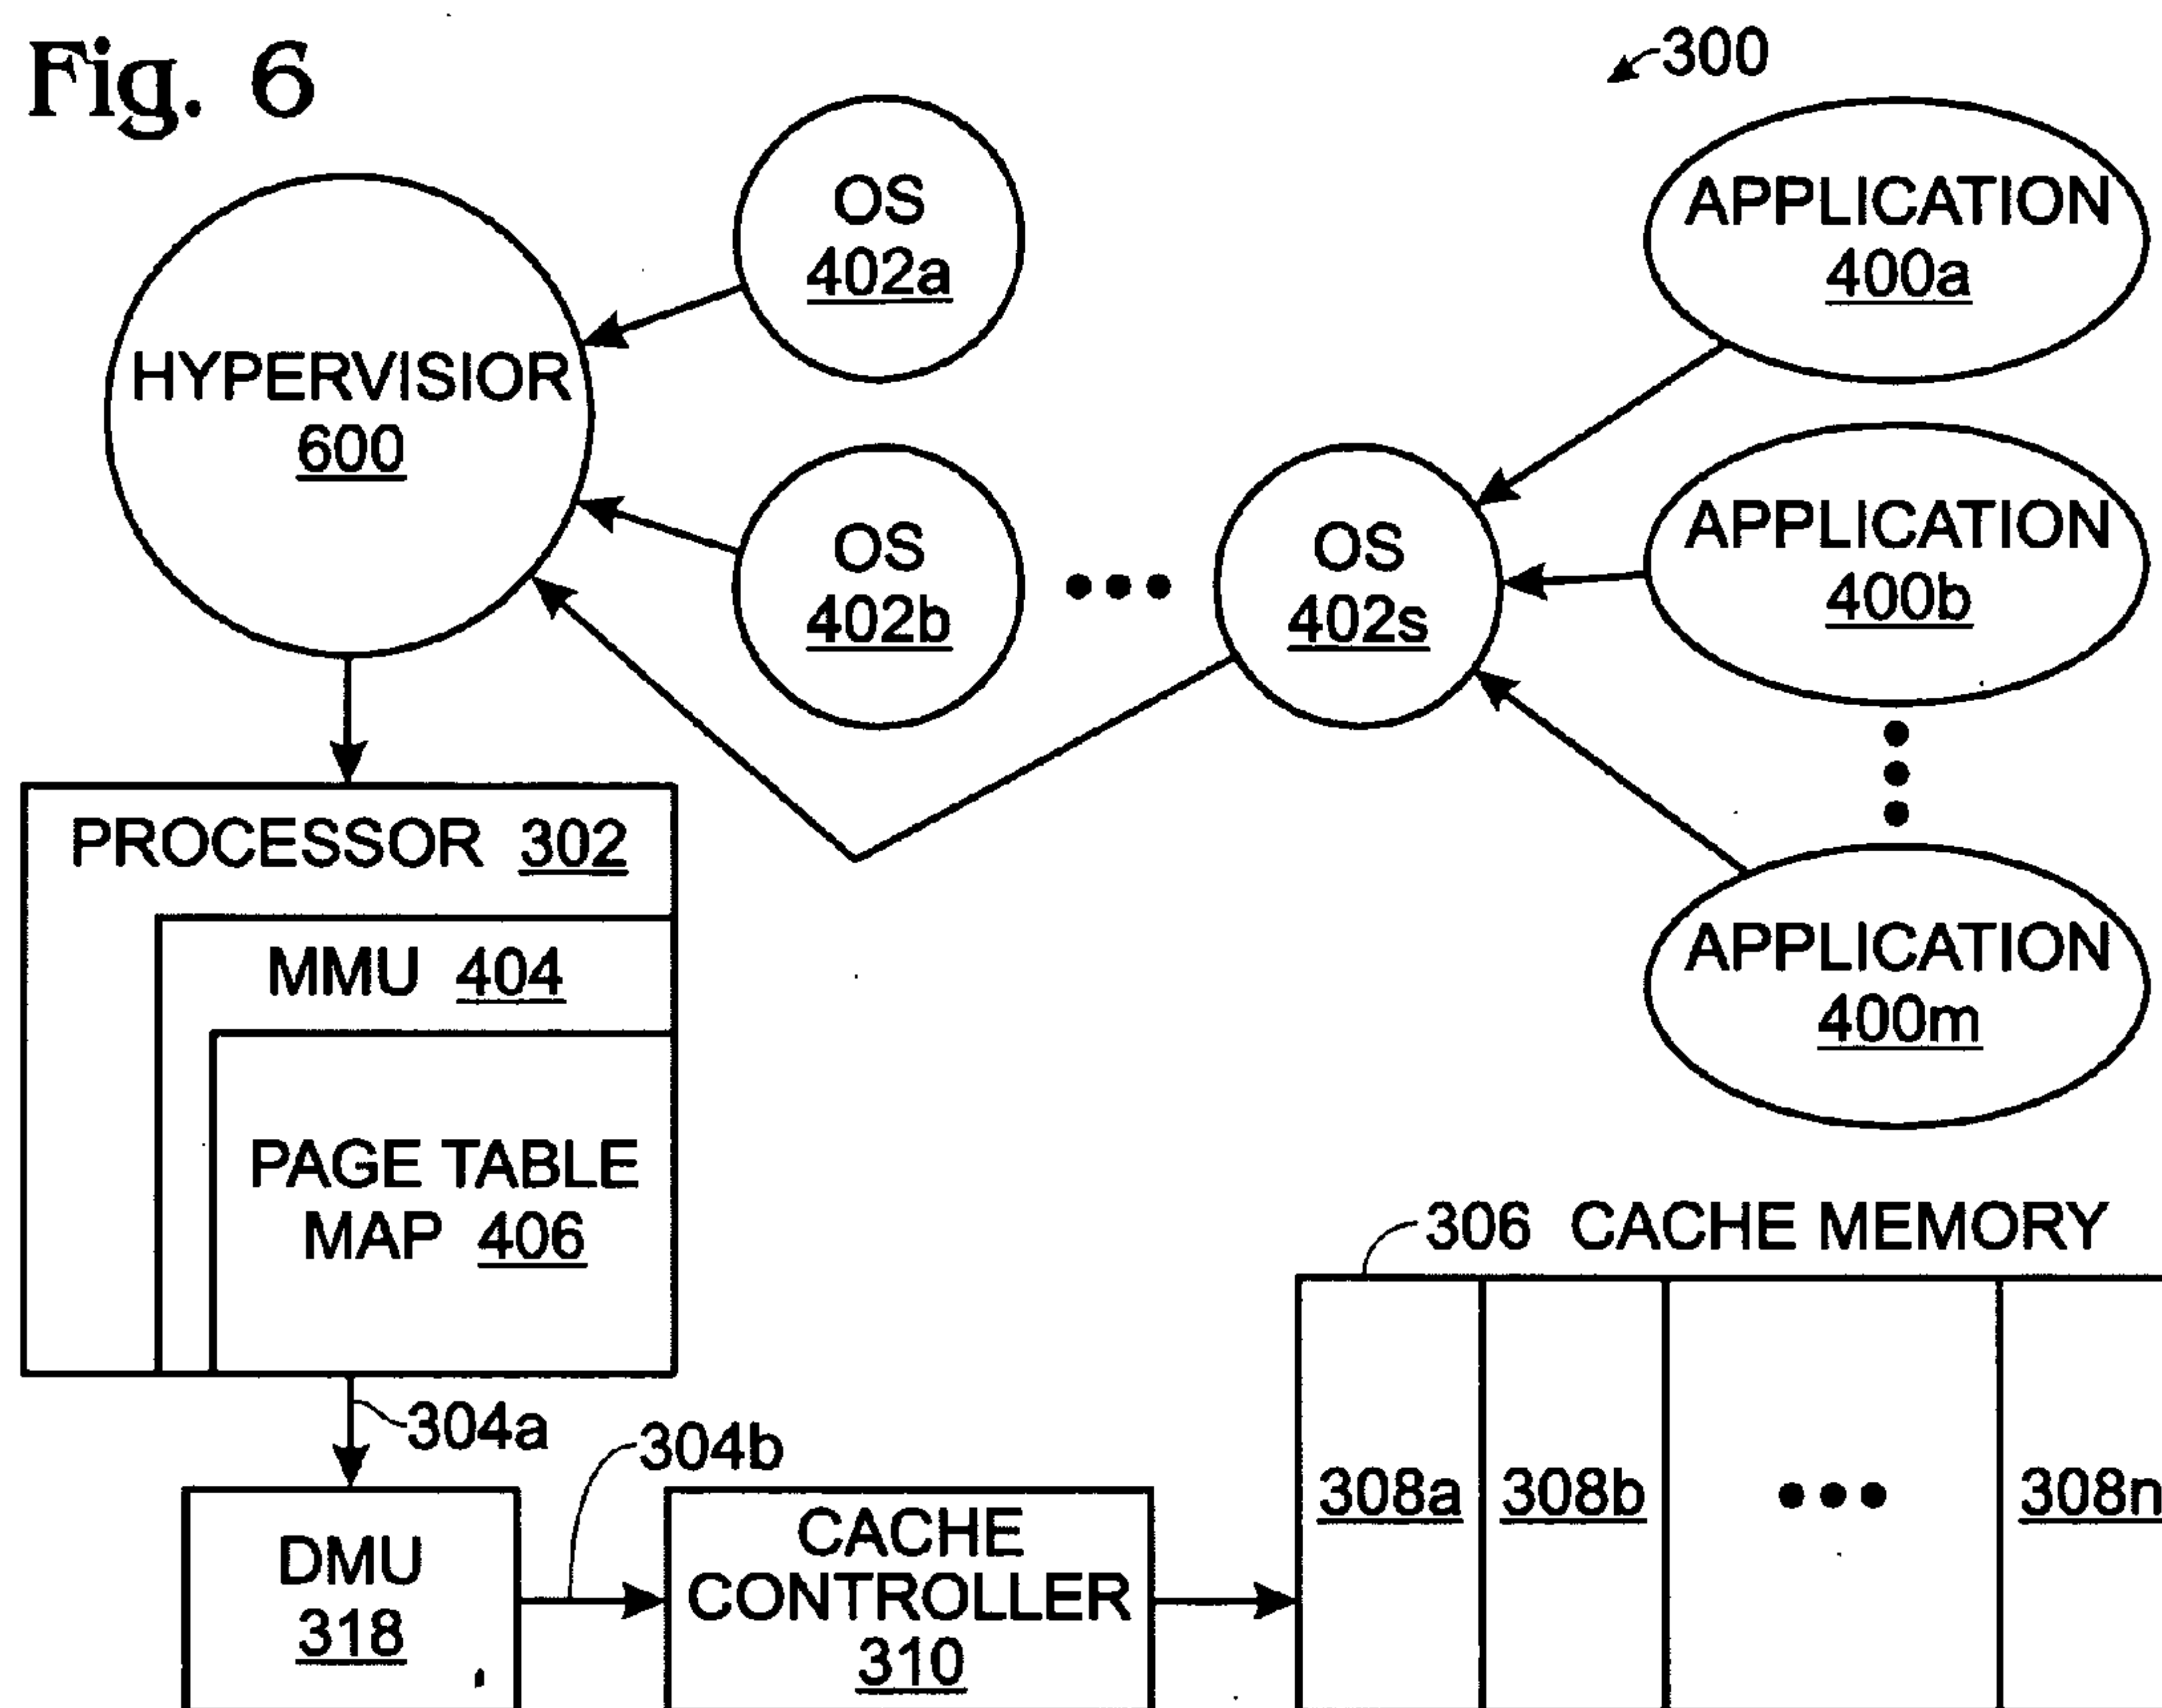 Fig. 6
300
OS
402a
APPLICATION
400a
HYPERVISIOR
600
OS
402b
OS
402s
APPLICATION
400b
PROCESSOR 302
MMU 404
APPLICATION
400m
PAGE TABLE
MAP 406
306 CACHE MEMORY
304a
304b
308a
308b
308n
DMU
318
CACHE
CONTROLLER
310